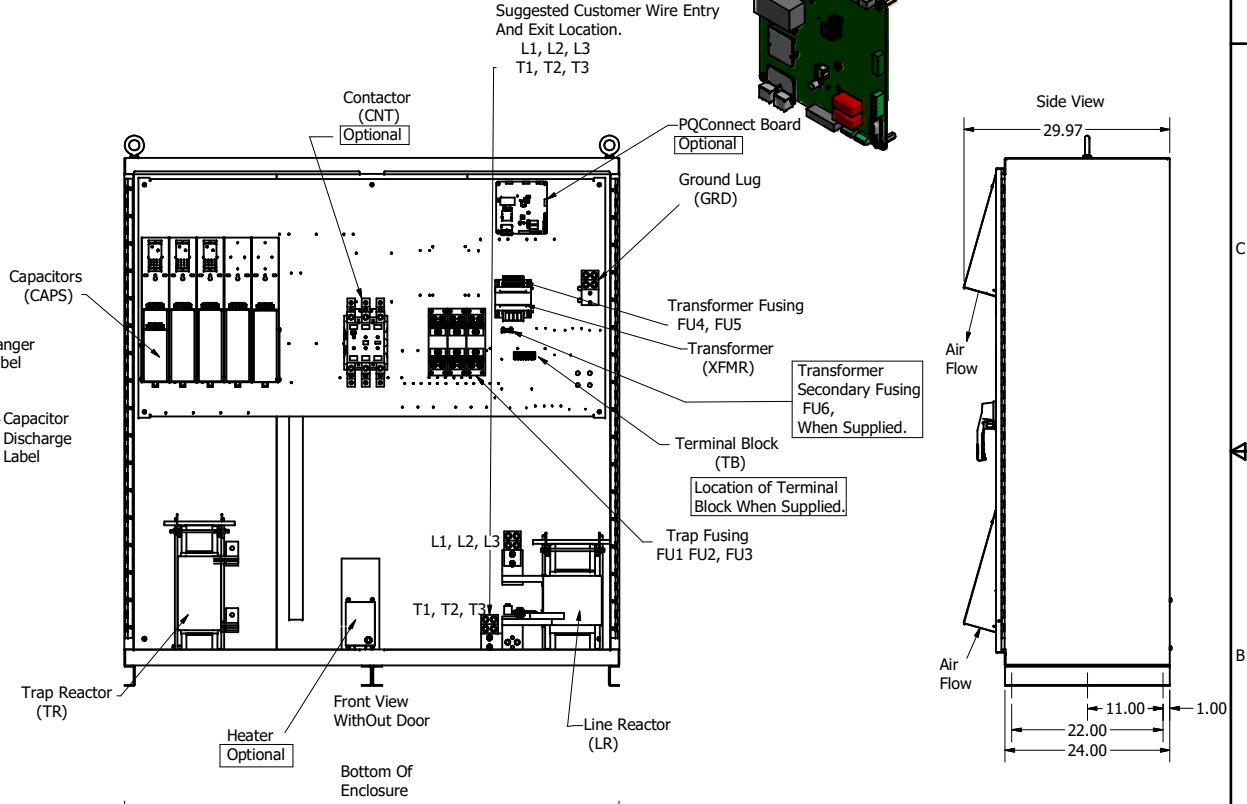 Suggested Customer Wire Entry
And Exit Location.
L1, L2, L3
T1, T2, T3
Contactor
(CNT)
Optional
PQConnect Board
Optional
Ground Lug
(GRD)
Side View
29.97
C
Capacitors
(CAPS)
anger
bel
Capacitor
Discharge
Label
Transformer Fusing
FU4, FU5
Transformer
(XFMR)
Transformer
Secondary Fusing
FU6,
When Supplied.
Air
Flow
Terminal Block
(TB)
Location of Terminal
Block When Supplied.
Trap Fusing
FU1 FU2, FU3
L1, L2, L3
T1, T2, T3
Trap Reactor
(TR)
Heater
Optional
Front View
WithOut Door
Line Reactor
(LR)
Bottom Of
Enclosure
Air
Flow
B
11.00
1.00
22.00
24.00